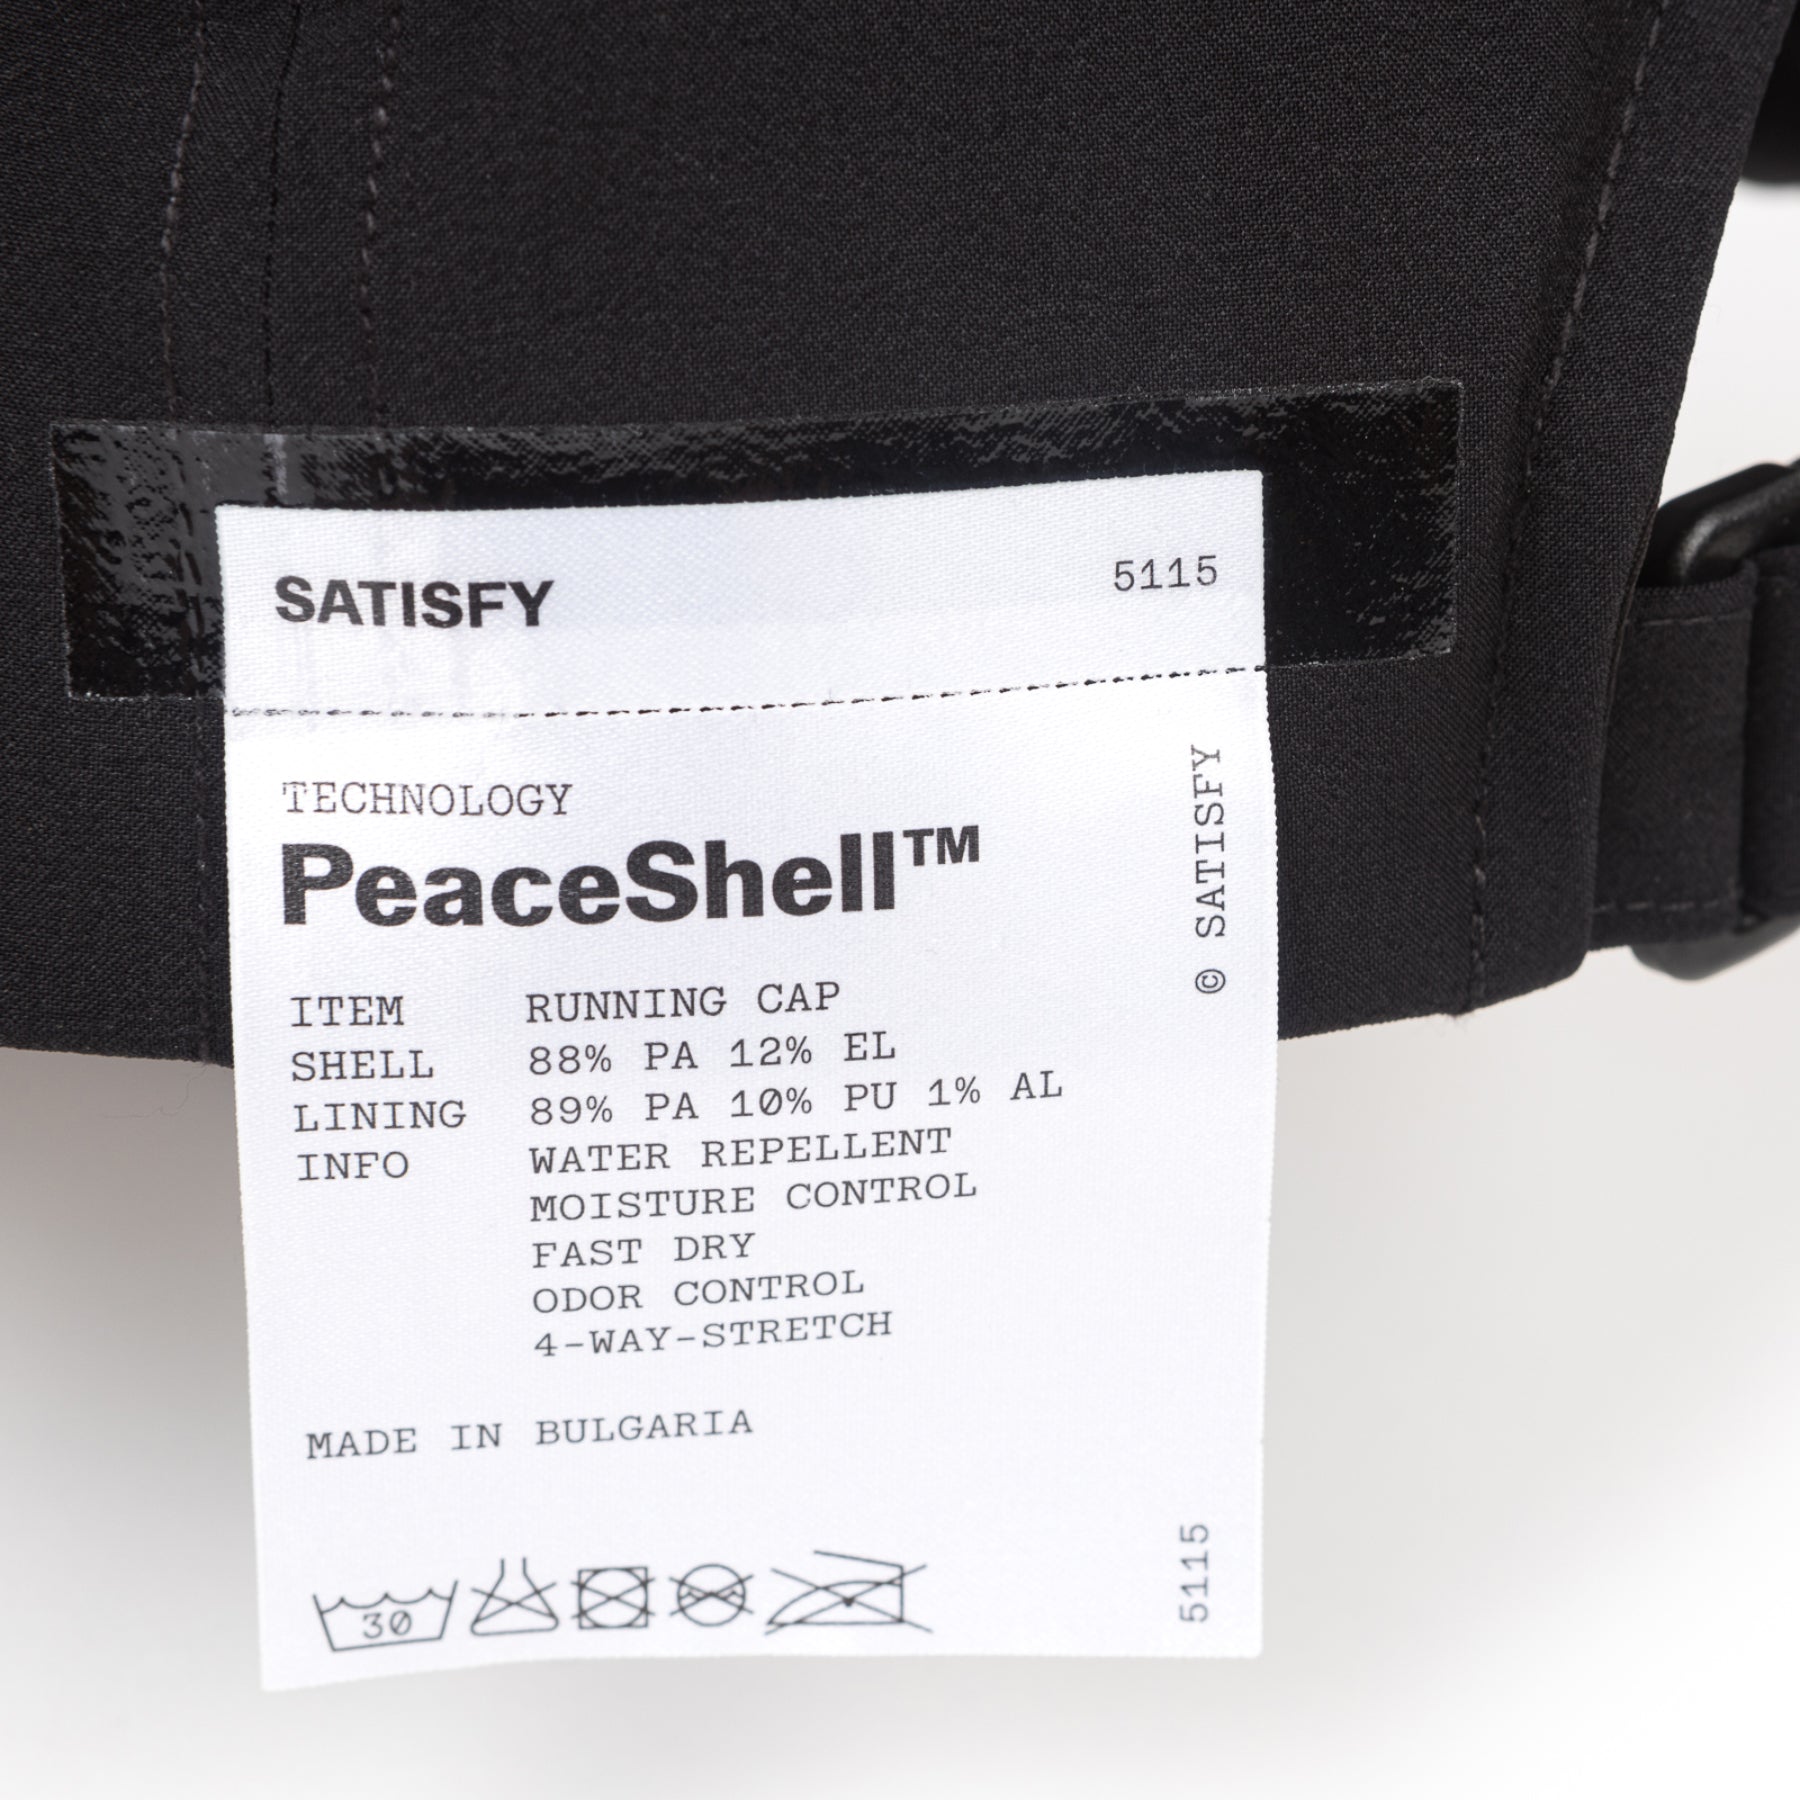 SATISFY 5115
TECHNOLOGY
PeaceShell™
© SATISFY
ITEM RUNNING CAP
SHELL 88% PA 12% EL
LINING 89% PA 10% PU 1% AL
INFO WATER REPELLENT
MOISTURE CONTROL
FAST DRY
ODOR CONTROL
4-WAY-STRETCH
MADE IN BULGARIA
30
5115